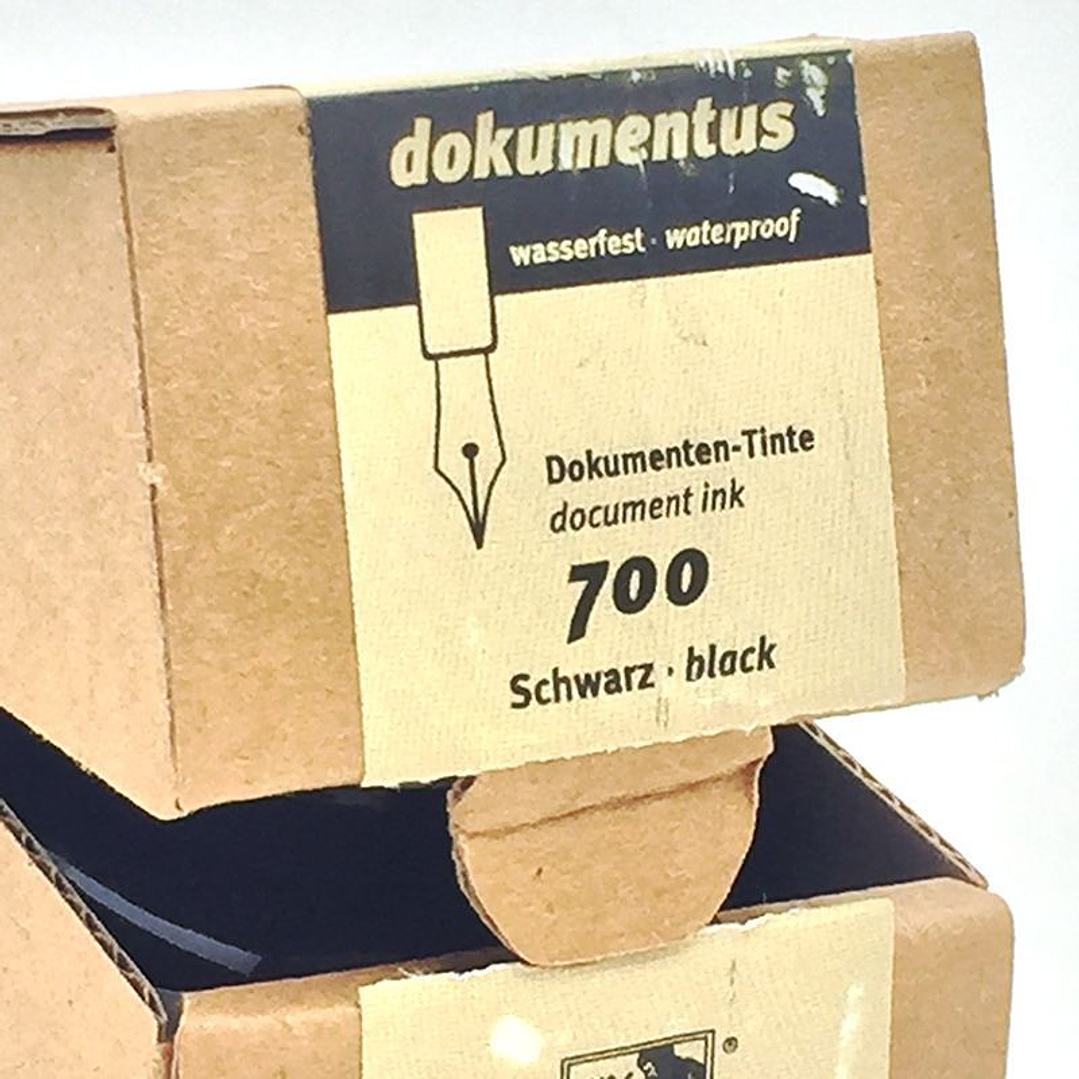 dokumentus
wasserfest · waterproof
Dokumenten-Tinte
document ink
700
Schwarz · black
®